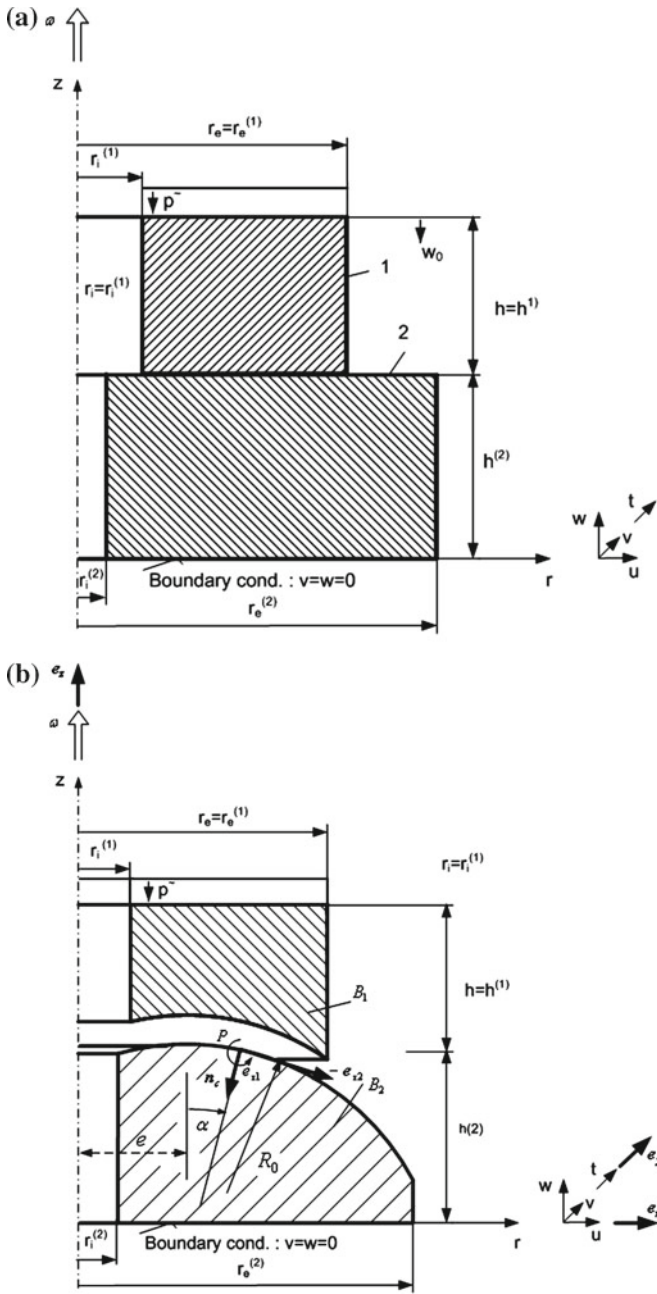 (a) ω
z
r_e=r_e^(1)
r_i^(1)
p~
w_0
r_i=r_i^(1)
1
h=h^1)
2
h^(2)
t
w
v
u
r_i^(2)
Boundary cond. : v=w=0
r
r_e^(2)
(b) e_z
ω
z
r_e=r_e^(1)
r_i^(1)
r_i=r_i^(1)
p~
B_1
h=h^(1)
P
e_τ1
n_c
-e_τ2
B_2
e
α
R_0
h(2)
t
w
v
u
r_i^(2)
Boundary cond. : v=w=0
r
r_e^(2)